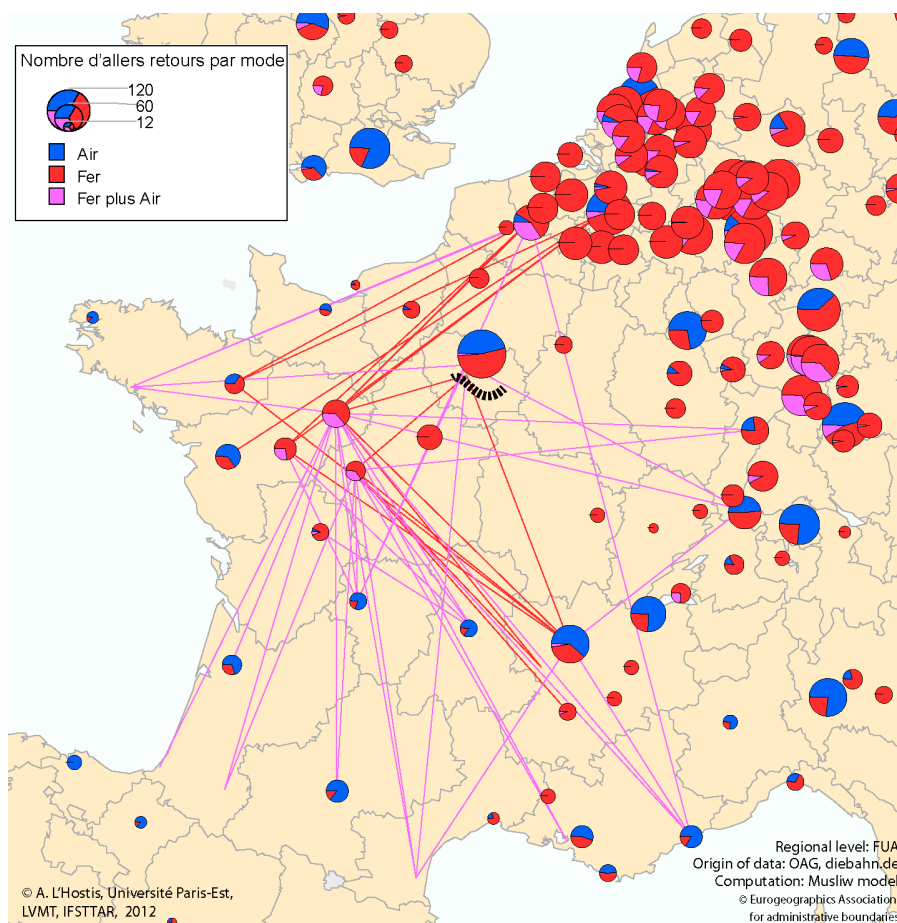 Nombre d'allers retours par mode
120
60
12
Air
Fer
Fer plus Air
Regional level: FUA
Origin of data: OAG, diebahn.de
Computation: Musliw model
© Eurogeographics Association
for administrative boundaries
© A. L'Hostis, Université Paris-Est,
LVMT, IFSTTAR, 2012